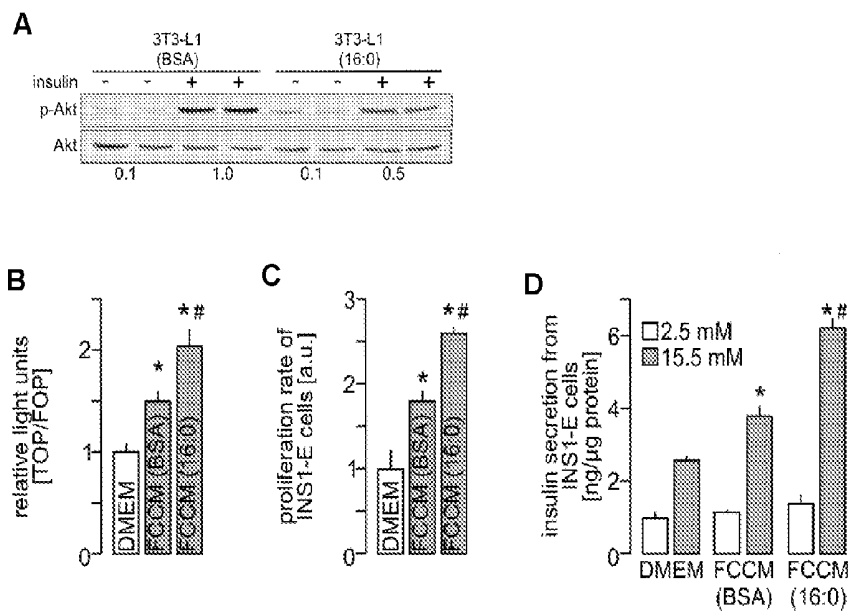 A
3T3-L1 3T3-L1
(BSA) (16:0)
insulin - - + + - - + +
p-Akt
Akt
0.1 1.0 0.1 0.5
B
relative light units
[TOP/FOP]
2
1
0
* *#
DMEM
FCCM (BSA)
FCCM (16:0)
C
proliferation rate of
INS1-E cells [a.u.]
3
2
1
0
* *#
DMEM
FCCM (BSA)
FCCM (16:0)
D
insulin secretion from
INS1-E cells
[ng/µg protein]
6
4
2
0
2.5 mM
15.5 mM
* *#
DMEM FCCM FCCM
(BSA) (16:0)